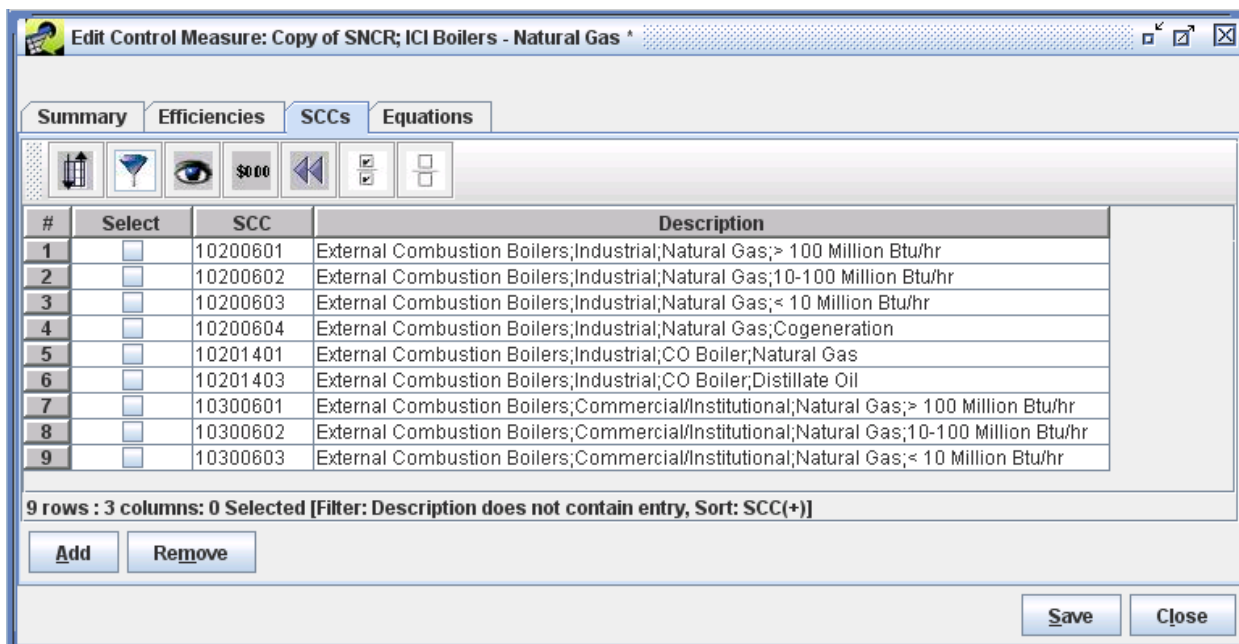 Edit Control Measure: Copy of SNCR; ICI Boilers - Natural Gas *
Summary Efficiencies SCCs Equations
$0.00
# Select SCC Description
1 10200601 External Combustion Boilers;Industrial;Natural Gas;> 100 Million Btu/hr
2 10200602 External Combustion Boilers;Industrial;Natural Gas;10-100 Million Btu/hr
3 10200603 External Combustion Boilers;Industrial;Natural Gas;< 10 Million Btu/hr
4 10200604 External Combustion Boilers;Industrial;Natural Gas;Cogeneration
5 10201401 External Combustion Boilers;Industrial;CO Boiler;Natural Gas
6 10201403 External Combustion Boilers;Industrial;CO Boiler;Distillate Oil
7 10300601 External Combustion Boilers;Commercial/Institutional;Natural Gas;> 100 Million Btu/hr
8 10300602 External Combustion Boilers;Commercial/Institutional;Natural Gas;10-100 Million Btu/hr
9 10300603 External Combustion Boilers;Commercial/Institutional;Natural Gas;< 10 Million Btu/hr
9 rows : 3 columns: 0 Selected [Filter: Description does not contain entry, Sort: SCC(+)]
Add Remove
Save Close